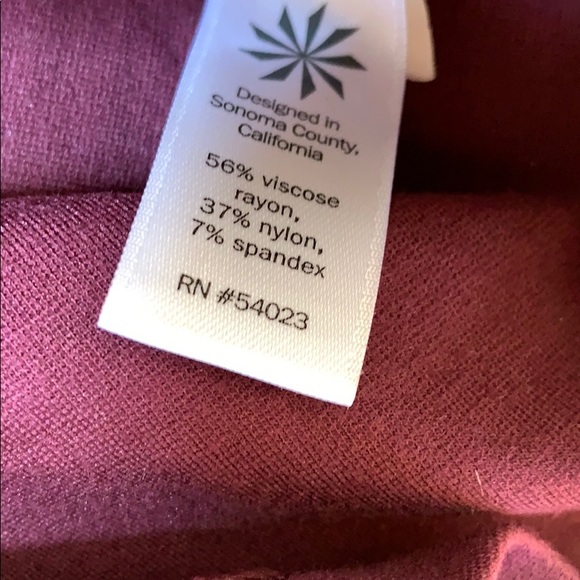 Designed in
Sonoma County,
California
56% viscose
rayon,
37% nylon,
7% spandex
RN #54023